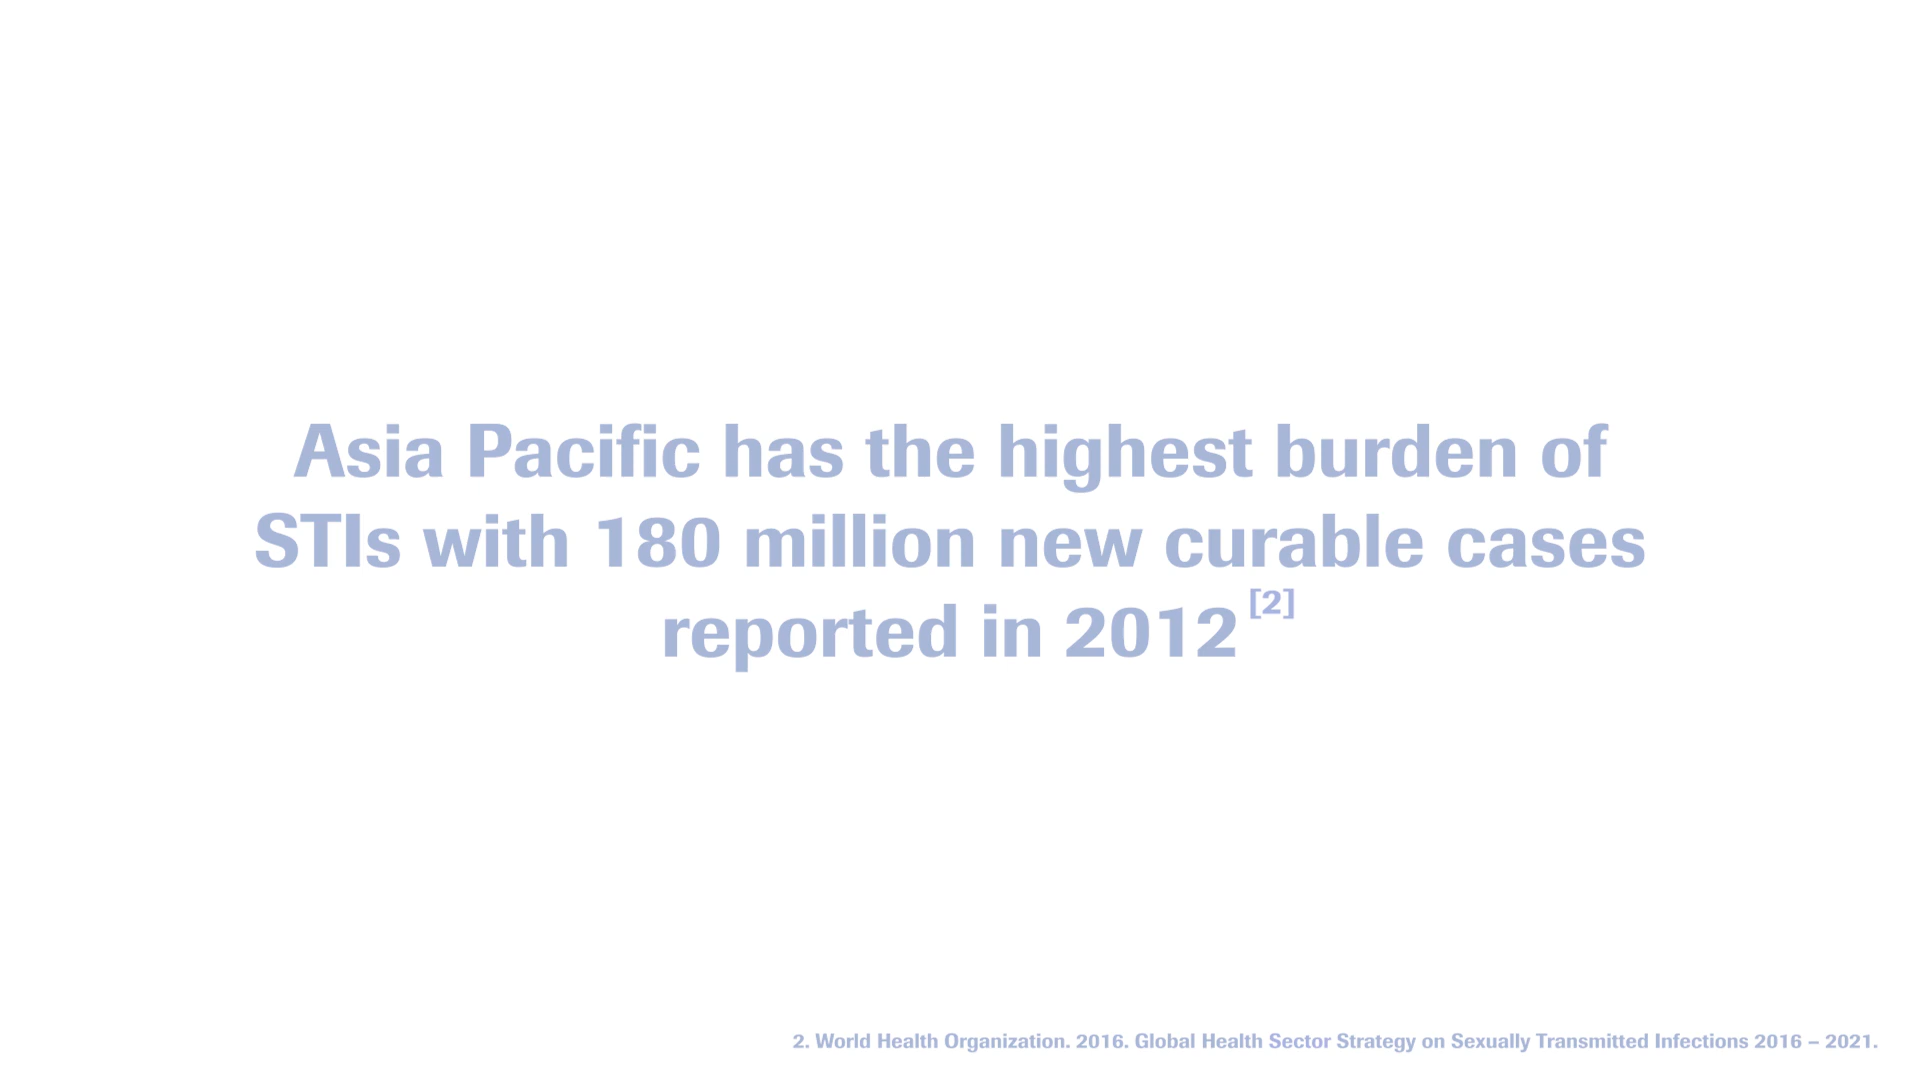 Asia Pacific has the highest burden of
STIs with 180 million new curable cases
reported in 2012 [2]
2. World Health Organization. 2016. Global Health Sector Strategy on Sexually Transmitted Infections 2016 – 2021.